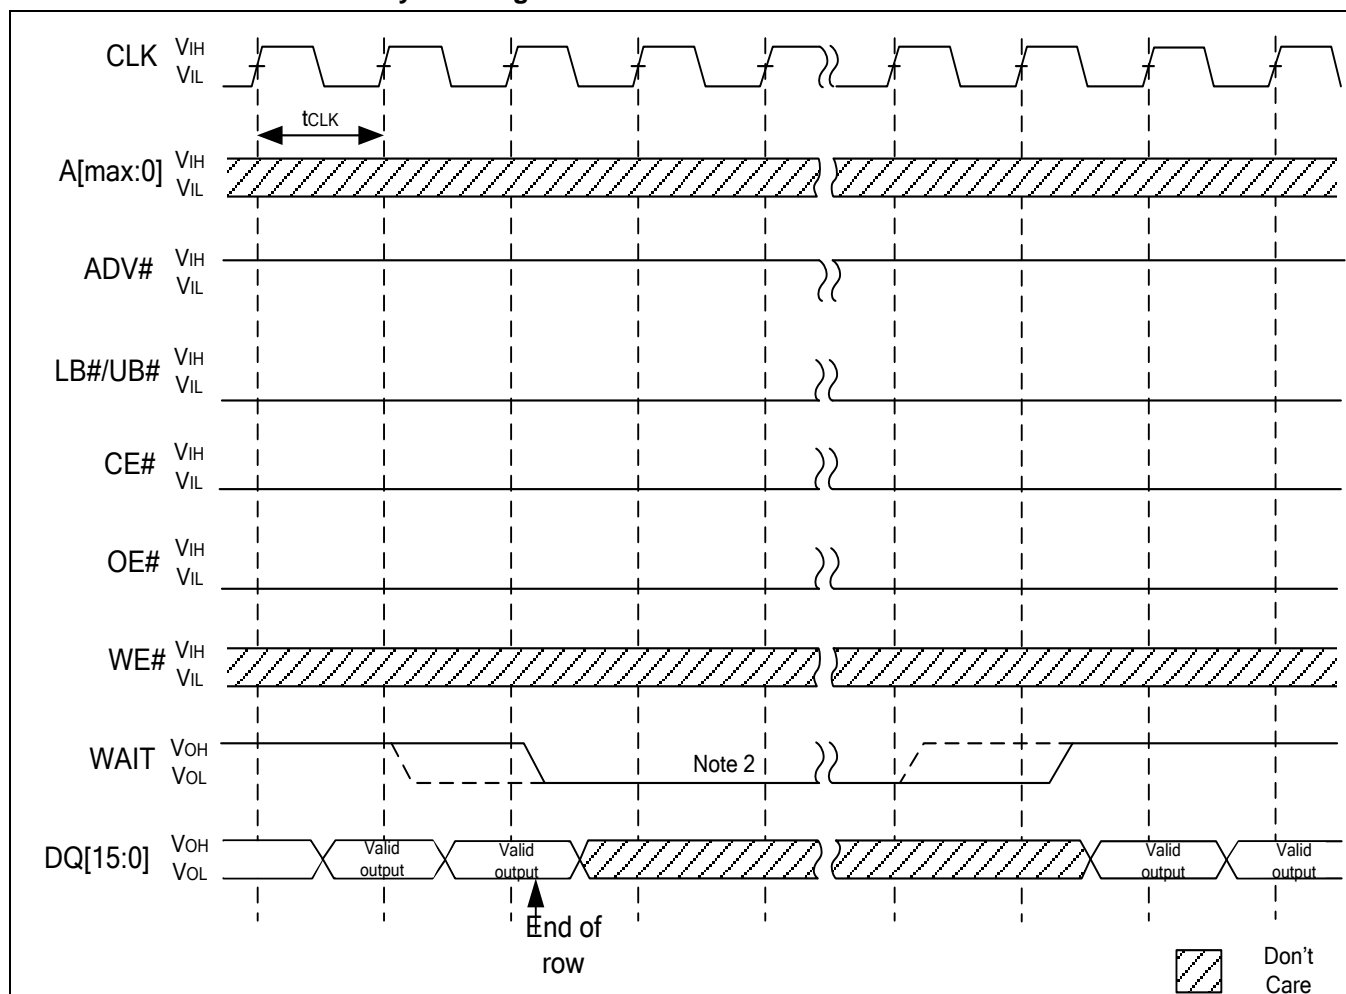 CLK VIH
VIL
tCLK
A[max:0] VIH
VIL
ADV# VIH
VIL
LB#/UB# VIH
VIL
CE# VIH
VIL
OE# VIH
VIL
WE# VIH
VIL
WAIT VOH
VOL
Note 2
DQ[15:0] VOH
VOL
Valid
output
Valid
output
Valid
output
Valid
output
End of
row
Don't
Care